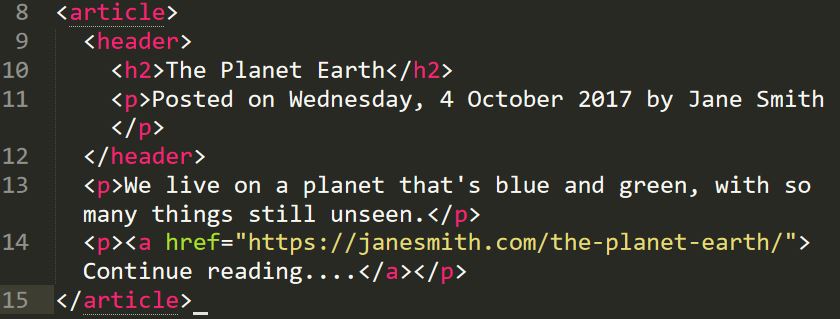 8 <article>
9 <header>
10 <h2>The Planet Earth</h2>
11 <p>Posted on Wednesday, 4 October 2017 by Jane Smith
</p>
12 </header>
13 <p>We live on a planet that's blue and green, with so
many things still unseen.</p>
14 <p><a href="https://janesmith.com/the-planet-earth/">
Continue reading....</a></p>
15 </article>